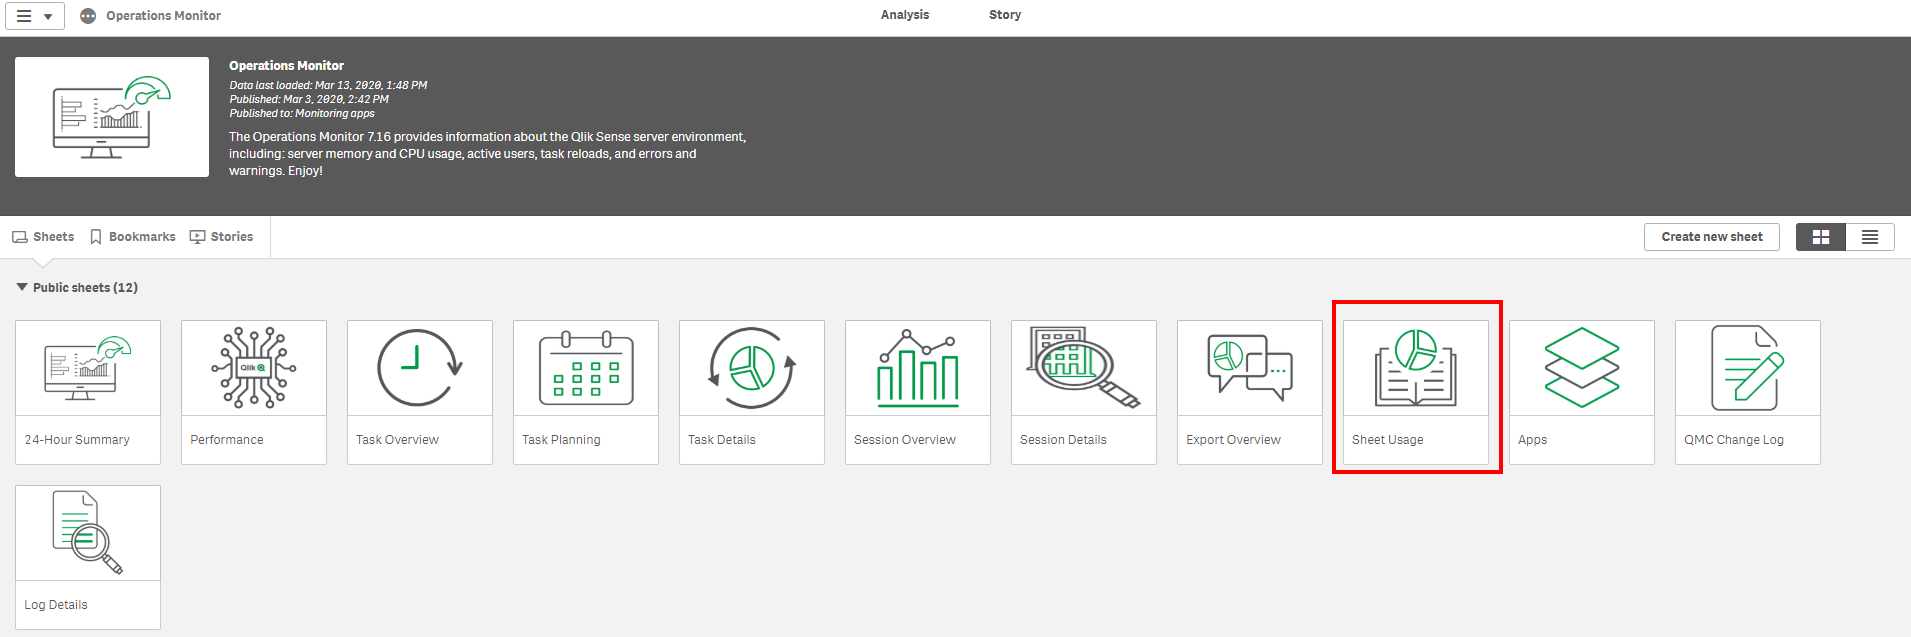 Operations Monitor
Analysis
Story
Operations Monitor
Data last loaded: Mar 13, 2020, 1:48 PM
Published: Mar 3, 2020, 2:42 PM
Published to: Monitoring apps
The Operations Monitor 7.16 provides information about the Qlik Sense server environment,
including: server memory and CPU usage, active users, task reloads, and errors and
warnings. Enjoy!
Sheets
Bookmarks
Stories
Create new sheet
Public sheets (12)
Qlik
24-Hour Summary
Performance
Task Overview
Task Planning
Task Details
Session Overview
Session Details
Export Overview
Sheet Usage
Apps
QMC Change Log
Log Details